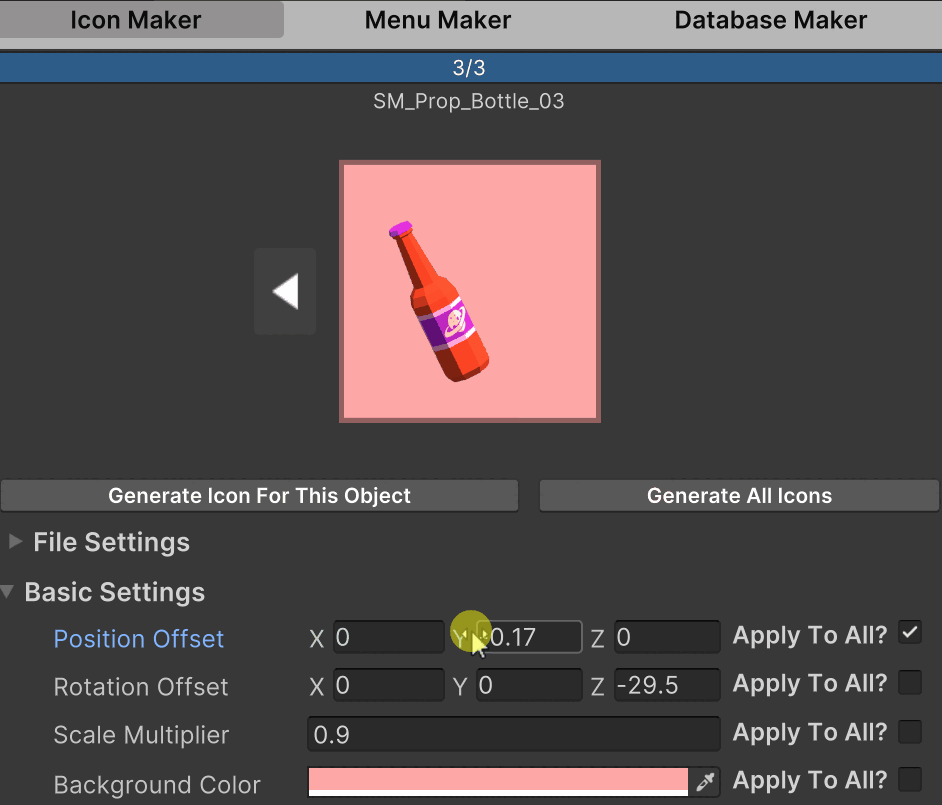 Icon Maker Menu Maker Database Maker
3/3
SM_Prop_Bottle_03
Generate Icon For This Object Generate All Icons
File Settings
Basic Settings
Position Offset X 0 Y 0.17 Z 0 Apply To All?
Rotation Offset X 0 Y 0 Z -29.5 Apply To All?
Scale Multiplier 0.9 Apply To All?
Background Color Apply To All?